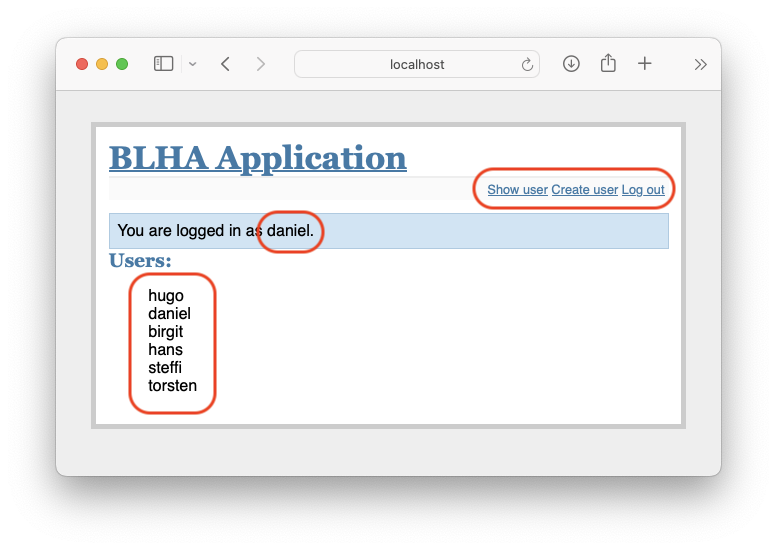 localhost
BLHA Application
Show user Create user Log out
You are logged in as daniel.
Users:
hugo
daniel
birgit
hans
steffi
torsten